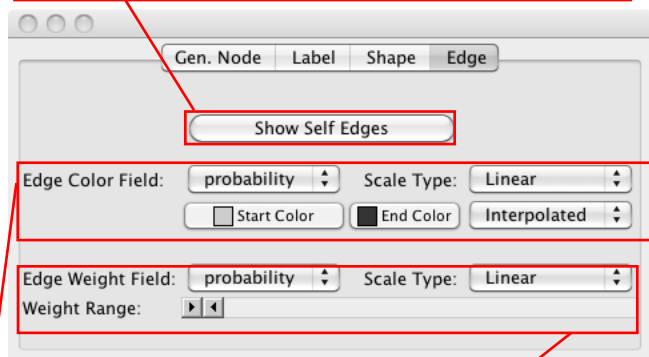 Gen. Node Label Shape Edge
Show Self Edges
Edge Color Field: probability Scale Type: Linear
Start Color End Color Interpolated
Edge Weight Field: probability Scale Type: Linear
Weight Range: